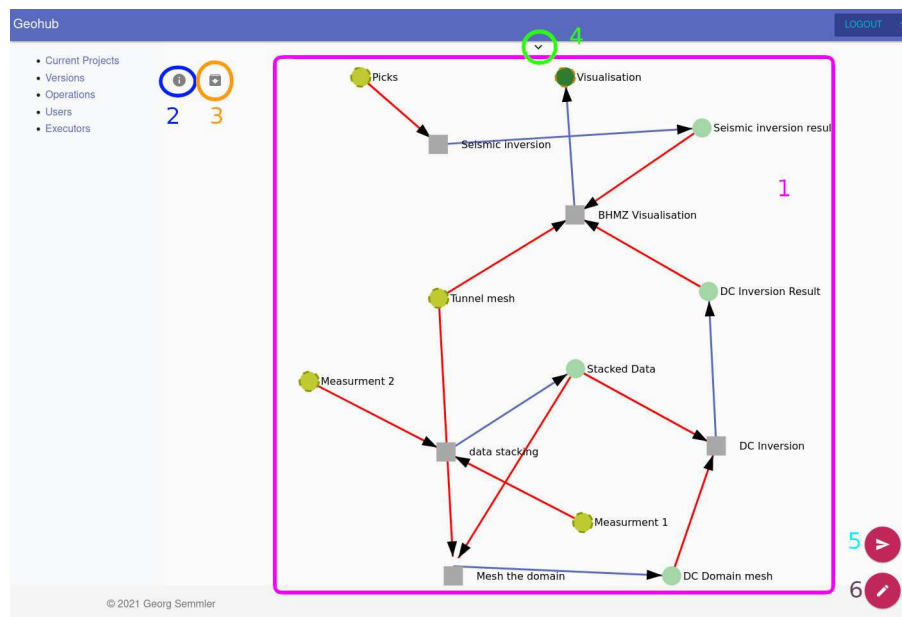 Geohub
LOGOUT
4
Current Projects
Versions
Operations
Users
Executors
2
3
Picks
Visualisation
Seismic inversion
Seismic inversion resul
1
BHMZ Visualisation
Tunnel mesh
DC Inversion Result
Measurment 2
Stacked Data
data stacking
DC Inversion
Measurment 1
5
Mesh the domain
DC Domain mesh
6
© 2021 Georg Semmler